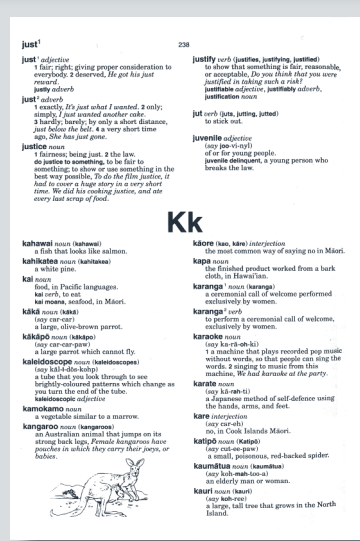 just¹
238
just¹ adjective
1 fair; right; giving proper consideration to
everybody. 2 deserved, He got his just
reward.
justly adverb
just² adverb
1 exactly, It's just what I wanted. 2 only;
simply, I just wanted another cake.
3 hardly; barely; by only a short distance,
just below the belt. 4 a very short time
ago, She has just gone.
justice noun
1 fairness; being just. 2 the law.
do justice to something, to be fair to
something; to show or use something in the
best way possible, To do the film justice, it
had to cover a huge story in a very short
time. We did his cooking justice, and ate
every last scrap of food.
justify verb (justifies, justifying, justified)
to show that something is fair, reasonable,
or acceptable, Do you think that you were
justified in taking such a risk?
justifiable adjective, justifiably adverb,
justification noun
jut verb (juts, jutting, jutted)
to stick out.
juvenile adjective
(say joo-vi-nyl)
of or for young people.
juvenile delinquent, a young person who
breaks the law.
Kk
kahawai noun (kahawai)
a fish that looks like salmon.
kahikatea noun (kahikatea)
a white pine.
kai noun
food, in Pacific languages.
kai verb, to eat
kai moana, seafood, in Māori.
kākā noun (kākā)
(say car-car)
a large, olive-brown parrot.
kākāpō noun (kākāpo)
(say car-car-paw)
a large parrot which cannot fly.
kaleidoscope noun (kaleidoscopes)
(say kāl-I-dos-kohp)
a tube that you look through to see
brightly-coloured patterns which change as
you turn the end of the tube.
kaleidoscopic adjective
kamokamo noun
a vegetable similar to a marrow.
kangaroo noun (kangaroos)
an Australian animal that jumps on its
strong back legs, Female kangaroos have
pouches in which they carry their joeys, or
babies.
kāore (kao, kāre) interjection
the most common way of saying no in Māori.
kapa noun
the finished product worked from a bark
cloth, in Hawai'ian.
karanga¹ noun (karanga)
a ceremonial call of welcome performed
exclusively by women.
karanga² verb
to perform a ceremonial call of welcome,
exclusively by women.
karaoke noun
(say ka-ra-oh-ki)
1 a machine that plays recorded pop music
without words, so that people can sing the
words. 2 singing to music from this
machine, We had karaoke at the party.
karate noun
(say kā-rah-ti)
a Japanese method of self-defence using
the hands, arms, and feet.
kare interjection
(say car-eh)
no, in Cook Islands Māori.
katipō noun (Katipō)
(say cut-ee-paw)
a small, poisonous, red-backed spider.
kaumātua noun (kaumātua)
(say koh-mah-too-a)
an elderly man or woman.
kauri noun (kauri)
(say koh-ree)
a large, tall tree that grows in the North
Island.